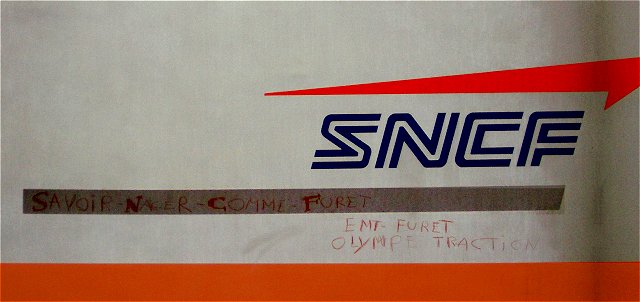 SNCF
SAVOIR-NAGER-COMME-FURET
EMT-FURET
OLYMPE TRACTION